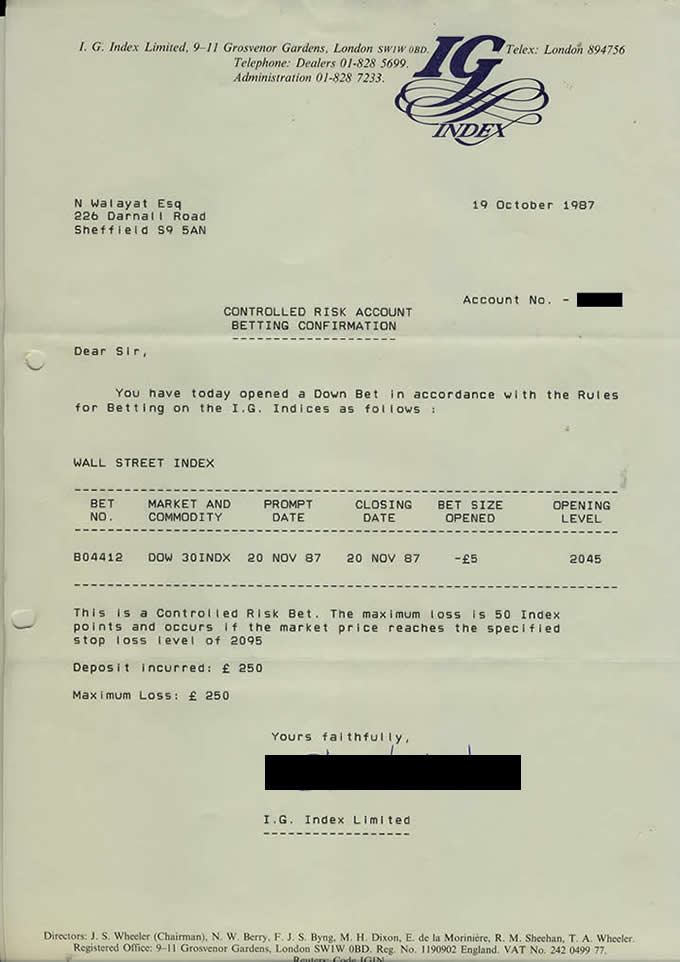 I. G. Index Limited, 9–11 Grosvenor Gardens, London SW1W 0BD.
Telex: London 894756
Telephone: Dealers 01-828 5699.
Administration 01-828 7233.
IG
INDEX
N Walayat Esq
226 Darnall Road
Sheffield S9 5AN
19 October 1987
Account No. -
CONTROLLED RISK ACCOUNT
BETTING CONFIRMATION
Dear Sir,
You have today opened a Down Bet in accordance with the Rules
for Betting on the I.G. Indices as follows :
WALL STREET INDEX
BET MARKET AND PROMPT CLOSING BET SIZE OPENING
NO. COMMODITY DATE DATE OPENED LEVEL
B04412 DOW 30INDX 20 NOV 87 20 NOV 87 -£5 2045
This is a Controlled Risk Bet. The maximum loss is 50 Index
points and occurs if the market price reaches the specified
stop loss level of 2095
Deposit incurred: £ 250
Maximum Loss: £ 250
Yours faithfully,
I.G. Index Limited
Directors: J. S. Wheeler (Chairman), N. W. Berry, F. J. S. Byng, M. H. Dixon, E. de la Morinière, R. M. Sheehan, T. A. Wheeler.
Registered Office: 9–11 Grosvenor Gardens, London SW1W 0BD. Reg. No. 1190902 England. VAT No. 242 0499 77.
Reuters Code IGIN